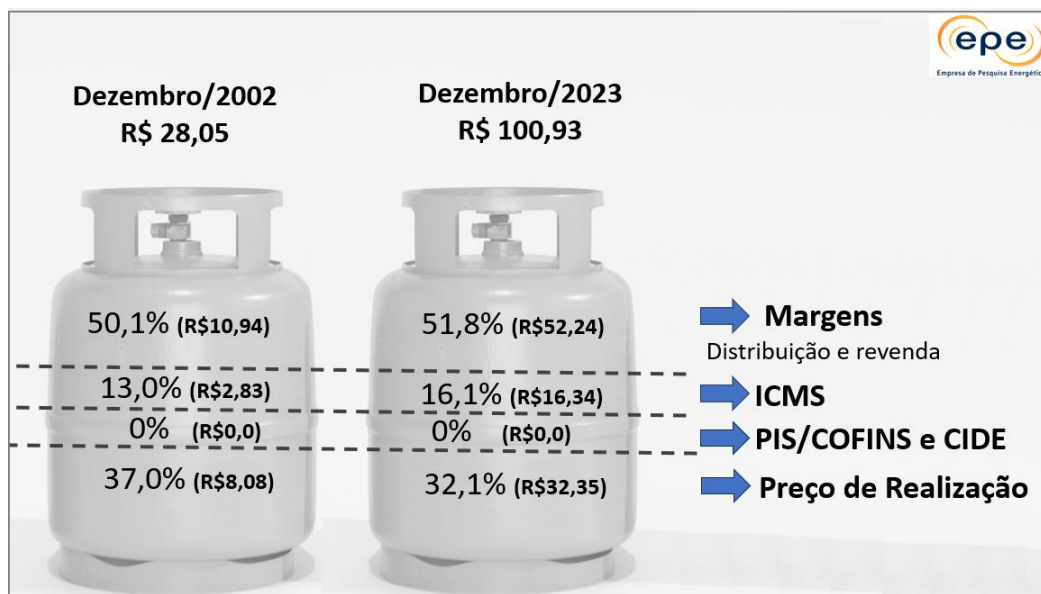 epe
Empresa de Pesquisa Energétic
Dezembro/2002
R$ 28,05
Dezembro/2023
R$ 100,93
50,1% (R$10,94)
51,8% (R$52,24)
Margens
Distribuição e revenda
13,0% (R$2,83)
16,1% (R$16,34)
ICMS
0% (R$0,0)
0% (R$0,0)
PIS/COFINS e CIDE
37,0% (R$8,08)
32,1% (R$32,35)
Preço de Realização